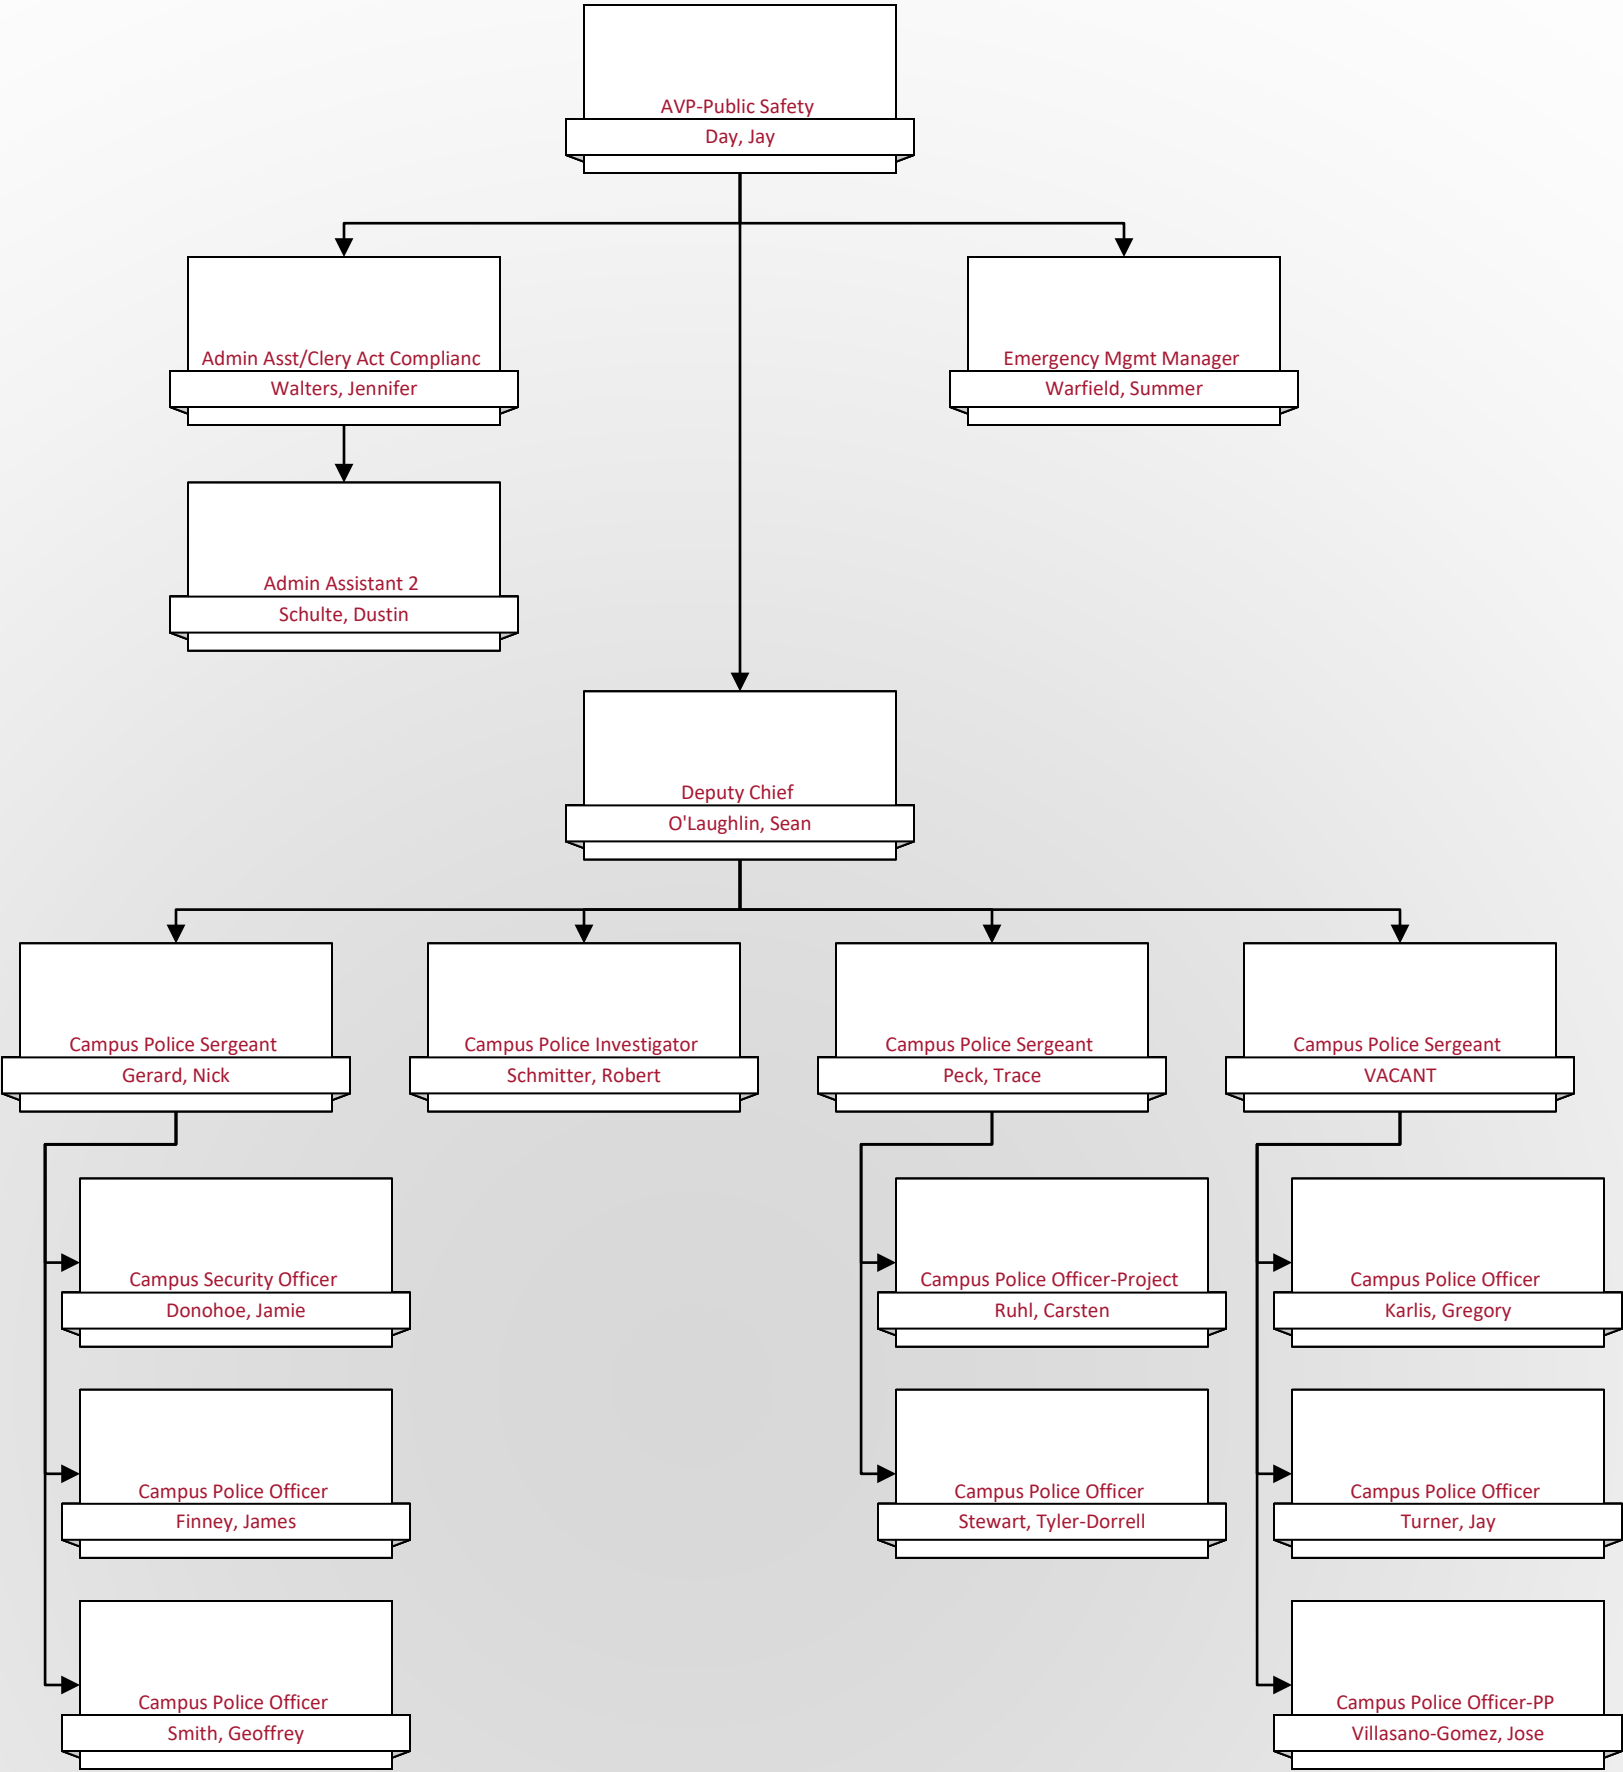 AVP-Public Safety
Day, Jay
Admin Asst/Clery Act Complianc
Walters, Jennifer
Emergency Mgmt Manager
Warfield, Summer
Admin Assistant 2
Schulte, Dustin
Deputy Chief
O'Laughlin, Sean
Campus Police Sergeant
Gerard, Nick
Campus Police Investigator
Schmitter, Robert
Campus Police Sergeant
Peck, Trace
Campus Police Sergeant
VACANT
Campus Security Officer
Donohoe, Jamie
Campus Police Officer-Project
Ruhl, Carsten
Campus Police Officer
Karlis, Gregory
Campus Police Officer
Finney, James
Campus Police Officer
Stewart, Tyler-Dorrell
Campus Police Officer
Turner, Jay
Campus Police Officer
Smith, Geoffrey
Campus Police Officer-PP
Villasano-Gomez, Jose